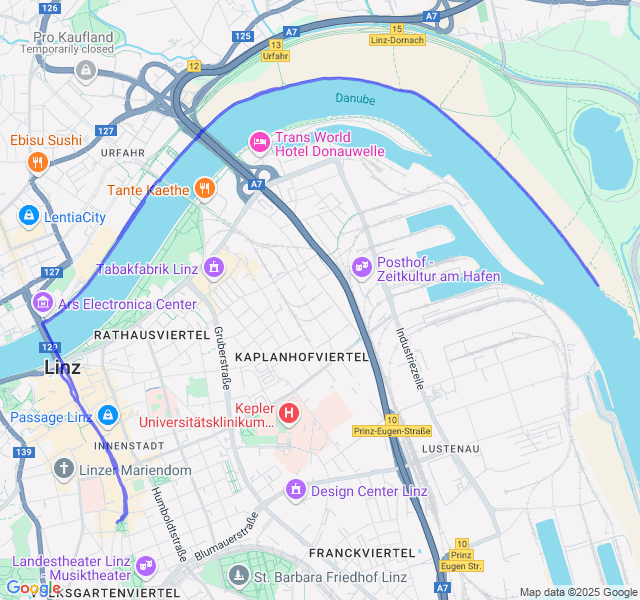 126
A7
15
Linz-Dornach
125
A7
Pro Kaufland
Temporarily closed
13
Urfahr
12
Danube
127
Ebisu Sushi
Trans World
Hotel Donauwelle
URFAHR
Tante Kaethe
A7
LentiaCity
Posthof -
Zeitkultur am Hafen
Tabakfabrik Linz
127
Ars Electronica Center
RATHAUSVIERTEL
Gruberstraße
Industriezeile
129
KAPLANHOFVIERTEL
Linz
Passage Linz
Kepler
Universitätsklinikum...
10
Prinz-Eugen-Straße
INNENSTADT
139
LUSTENAU
Linzer Mariendom
Design Center Linz
Humboldtstraße
Blumauerstraße
10
Prinz
Eugen Str.
FRANCKVIERTEL
Landestheater Linz
Musiktheater
St. Barbara Friedhof Linz
A7
Google
VOLKSGARTENVIERTEL
Map data ©2025 Google